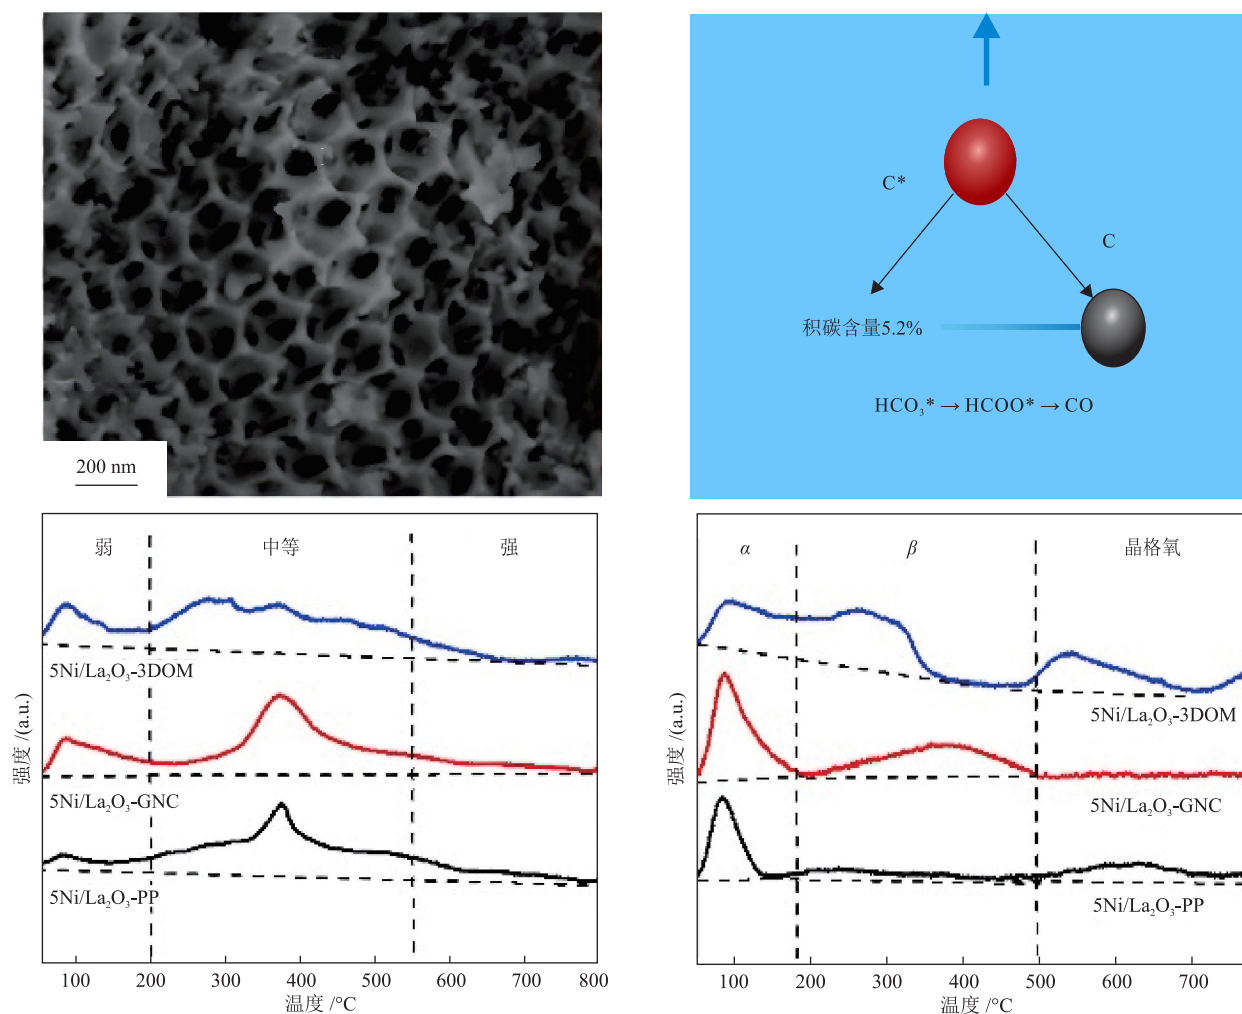 200 nm
C*
C
积碳含量5.2%
HCO₃* → HCOO* → CO
弱 中等 强
5Ni/La₂O₃-3DOM
5Ni/La₂O₃-GNC
5Ni/La₂O₃-PP
强度 /(a.u.)
100 200 300 400 500 600 700 800
温度 /°C
α β 晶格氧
5Ni/La₂O₃-3DOM
5Ni/La₂O₃-GNC
5Ni/La₂O₃-PP
强度 /(a.u.)
100 200 300 400 500 600 700
温度 /°C